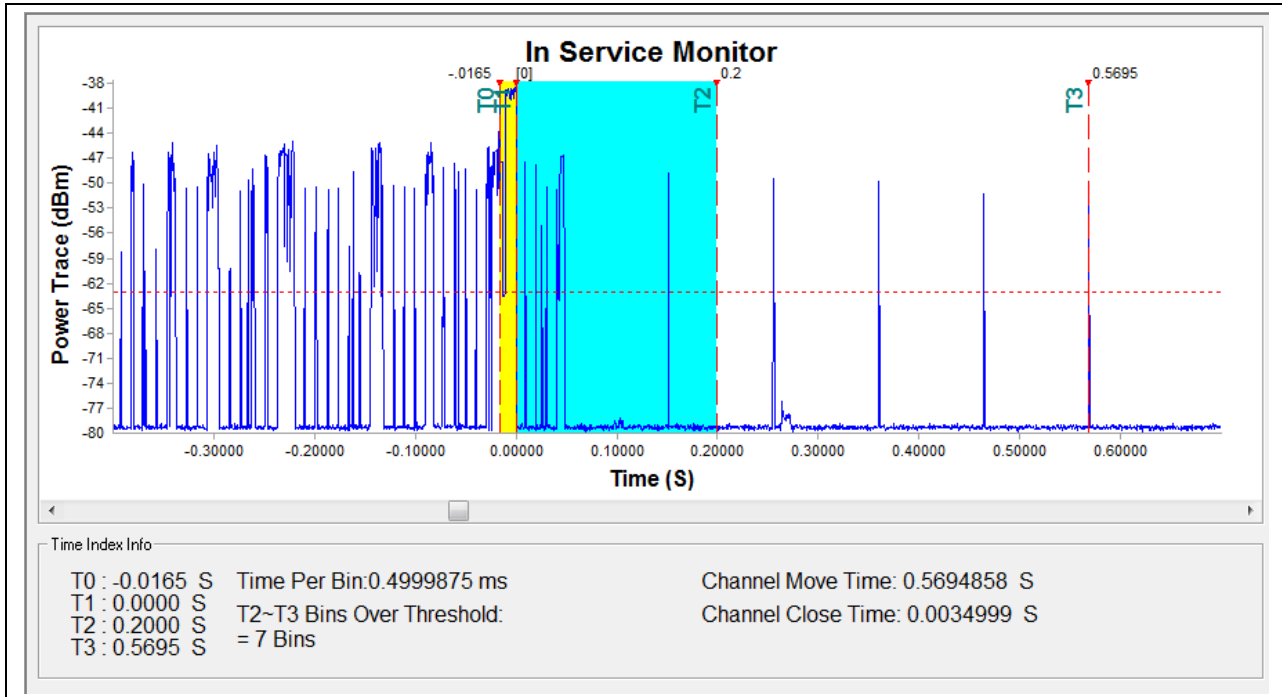 In Service Monitor
-.0165 [0] 0.2 0.5695
T0 T1 T2 T3
Power Trace (dBm)
-38
-41
-44
-47
-50
-53
-56
-59
-62
-65
-68
-71
-74
-77
-80
-0.30000 -0.20000 -0.10000 0.00000 0.10000 0.20000 0.30000 0.40000 0.50000 0.60000
Time (S)
Time Index Info
T0 : -0.0165 S
T1 : 0.0000 S
T2 : 0.2000 S
T3 : 0.5695 S
Time Per Bin:0.4999875 ms
T2~T3 Bins Over Threshold:
= 7 Bins
Channel Move Time: 0.5694858 S
Channel Close Time: 0.0034999 S